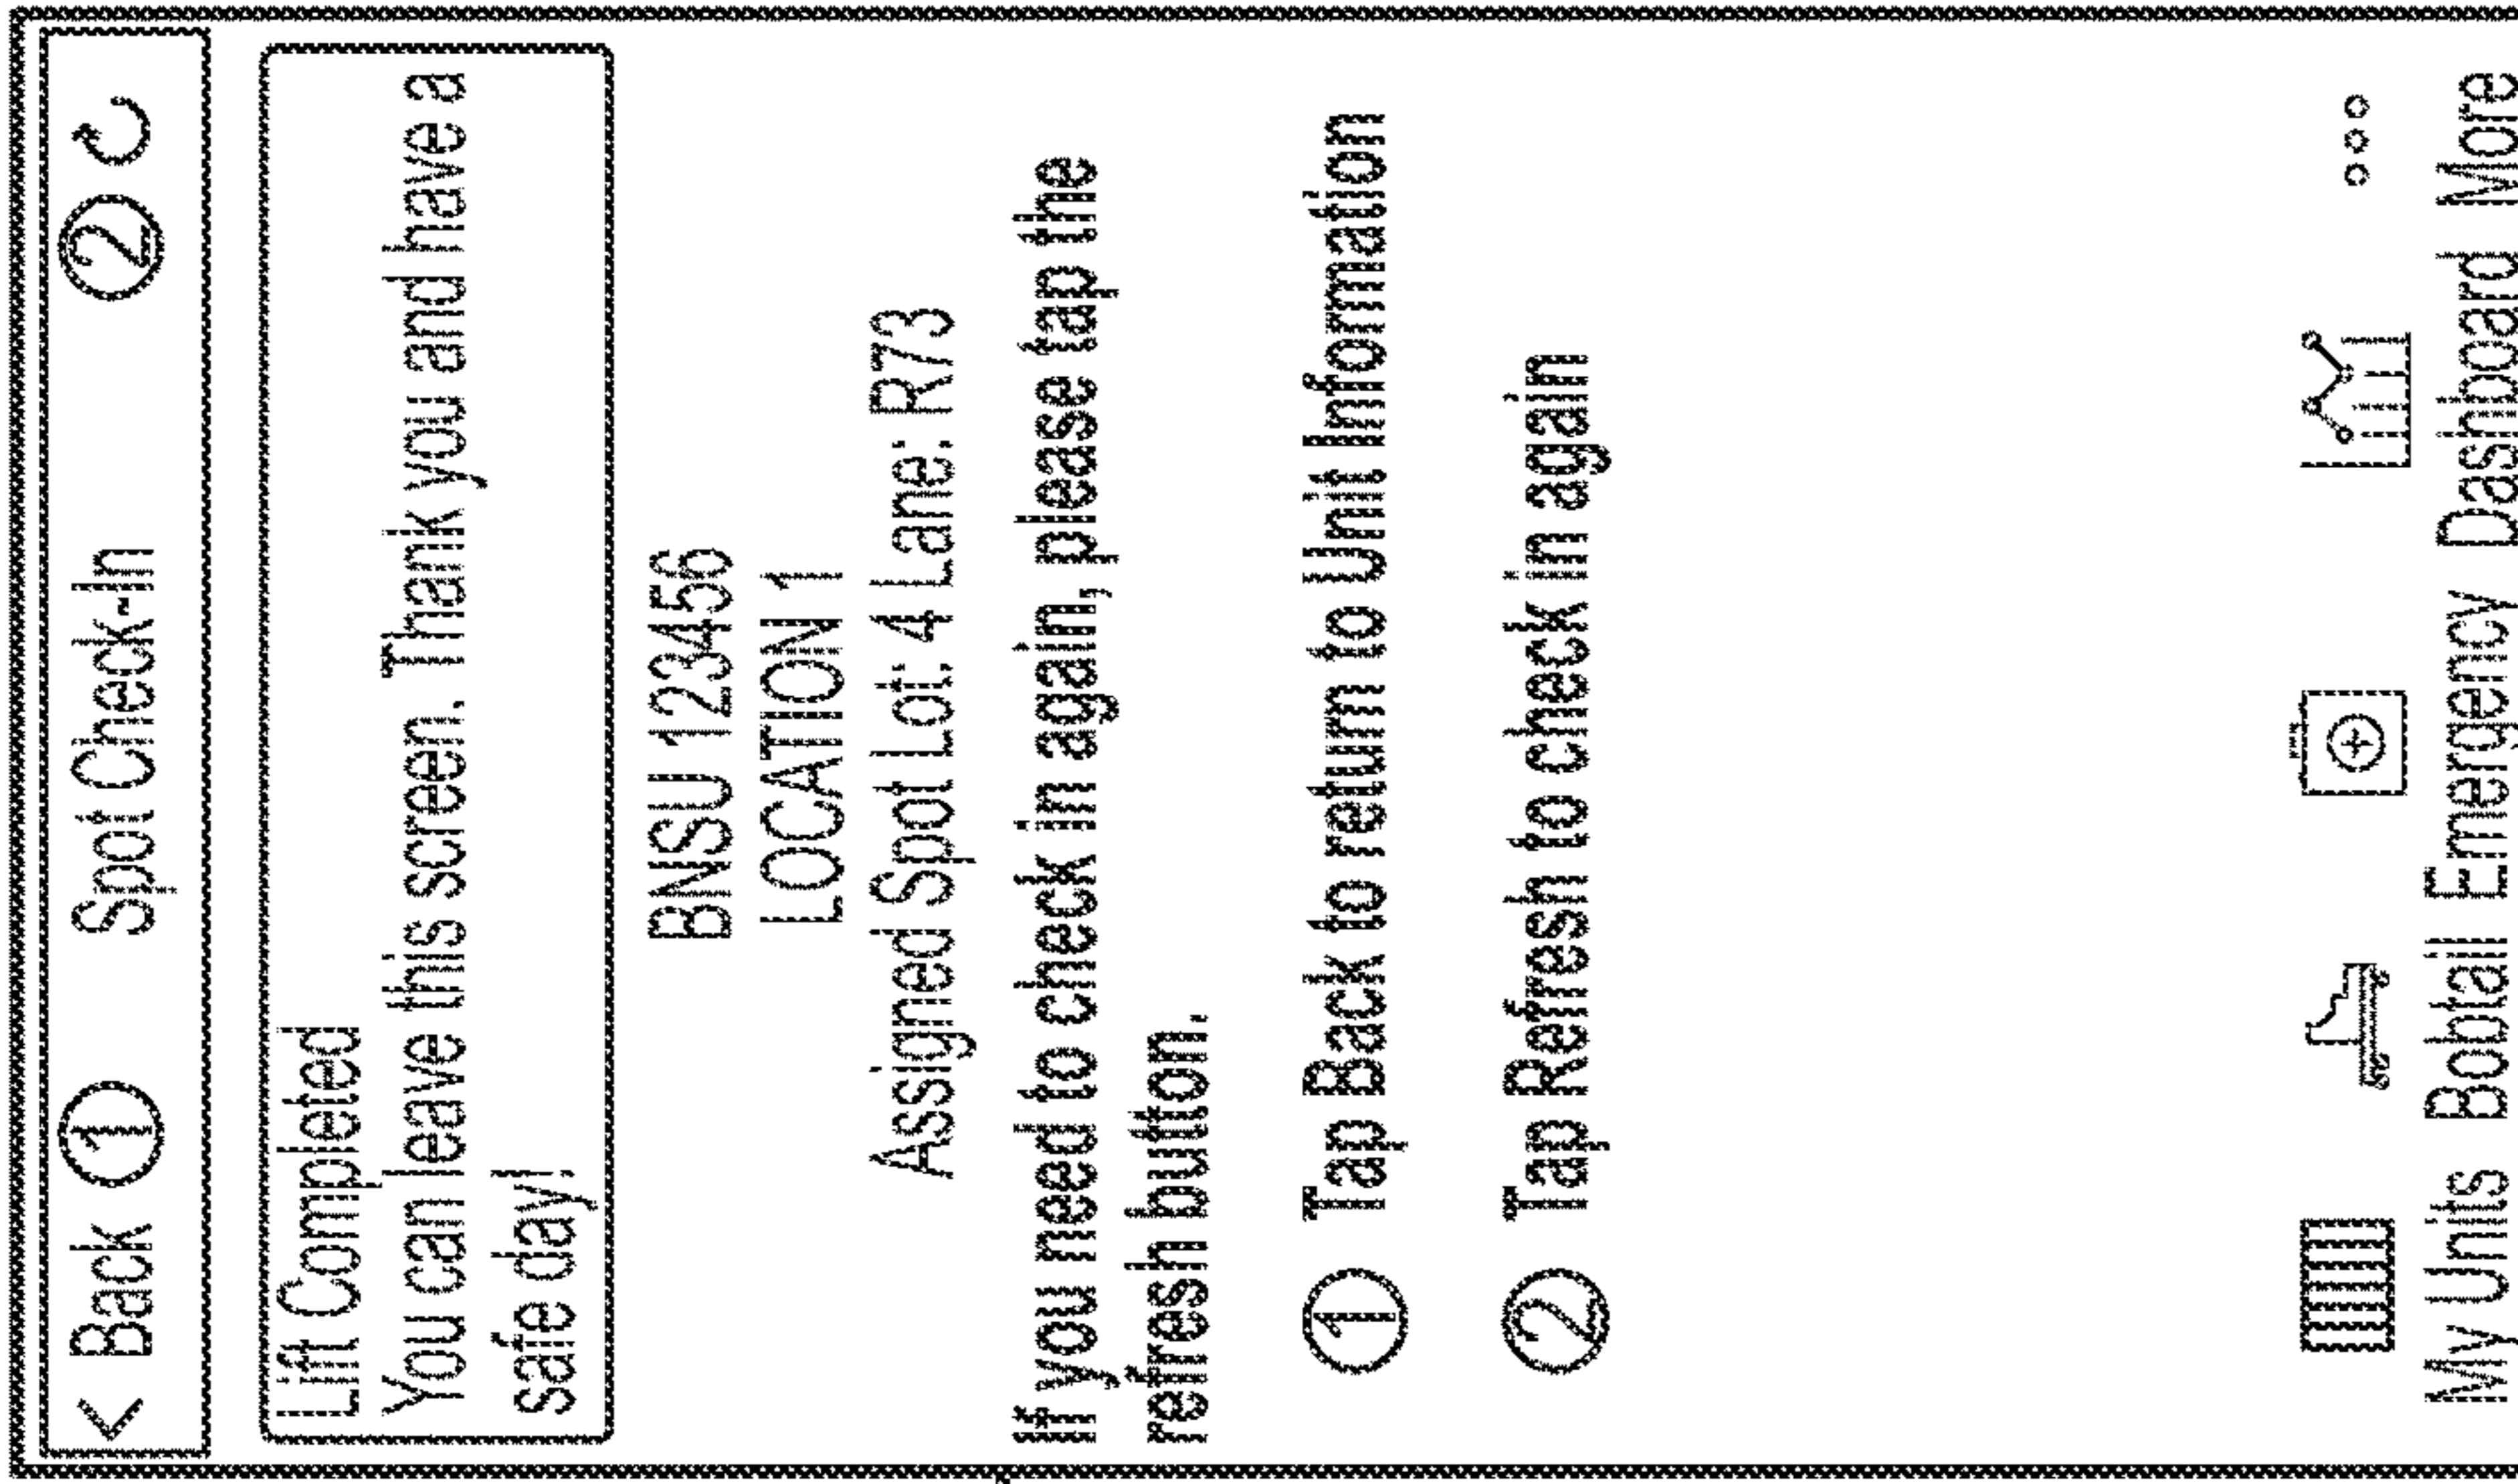 < Back ① Spot Check-In ②
Lift Completed
You can leave this screen. Thank you and have a
safe day!
BNSU 123456
LOCATION 1
Assigned Spot Lot: 4 Lane: R73
If you need to check in again, please tap the
refresh button.
① Tap Back to return to Unit Information
② Tap Refresh to check in again
My Units Bobtail Emergency Dashboard More